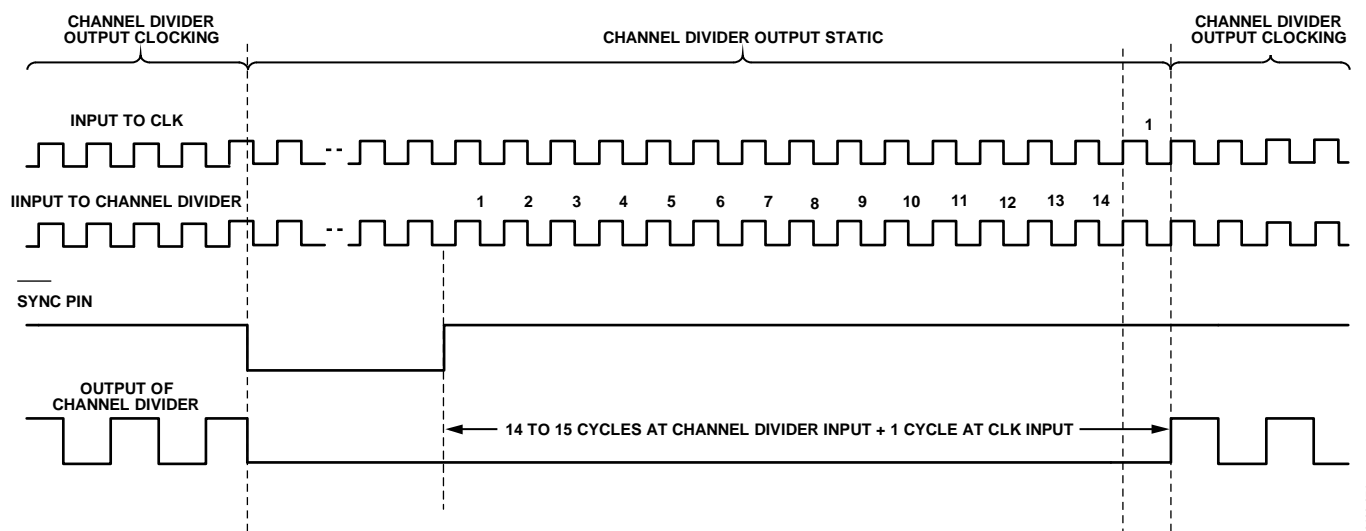 CHANNEL DIVIDER
OUTPUT CLOCKING
CHANNEL DIVIDER OUTPUT STATIC
CHANNEL DIVIDER
OUTPUT CLOCKING
INPUT TO CLK
1
IINPUT TO CHANNEL DIVIDER
1 2 3 4 5 6 7 8 9 10 11 12 13 14
SYNC PIN
OUTPUT OF
CHANNEL DIVIDER
14 TO 15 CYCLES AT CHANNEL DIVIDER INPUT + 1 CYCLE AT CLK INPUT